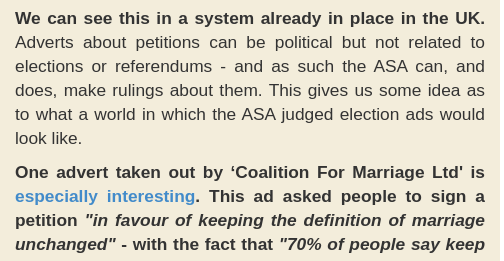 We can see this in a system already in place in the UK.
Adverts about petitions can be political but not related to
elections or referendums - and as such the ASA can, and
does, make rulings about them. This gives us some idea as
to what a world in which the ASA judged election ads would
look like.
One advert taken out by ‘Coalition For Marriage Ltd' is
especially interesting. This ad asked people to sign a
petition "in favour of keeping the definition of marriage
unchanged" - with the fact that "70% of people say keep